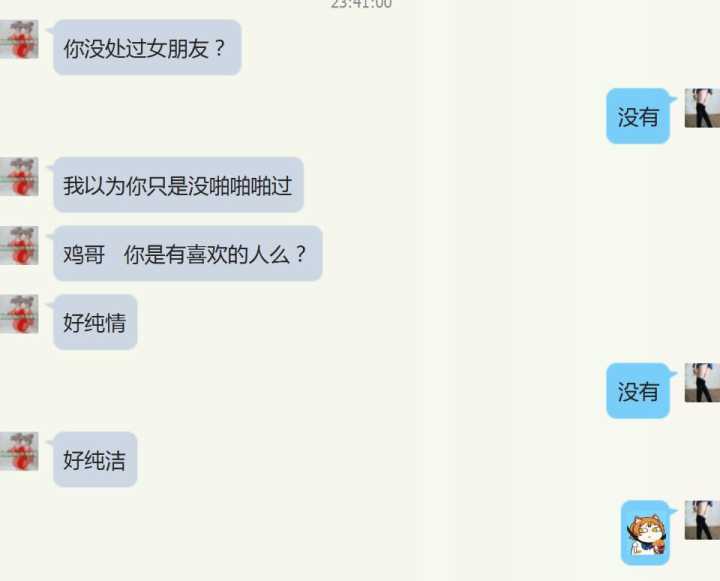 23:41:00
你没处过女朋友？
没有
我以为你只是没啪啪啪过
鸡哥 你是有喜欢的人么？
好纯情
没有
好纯洁